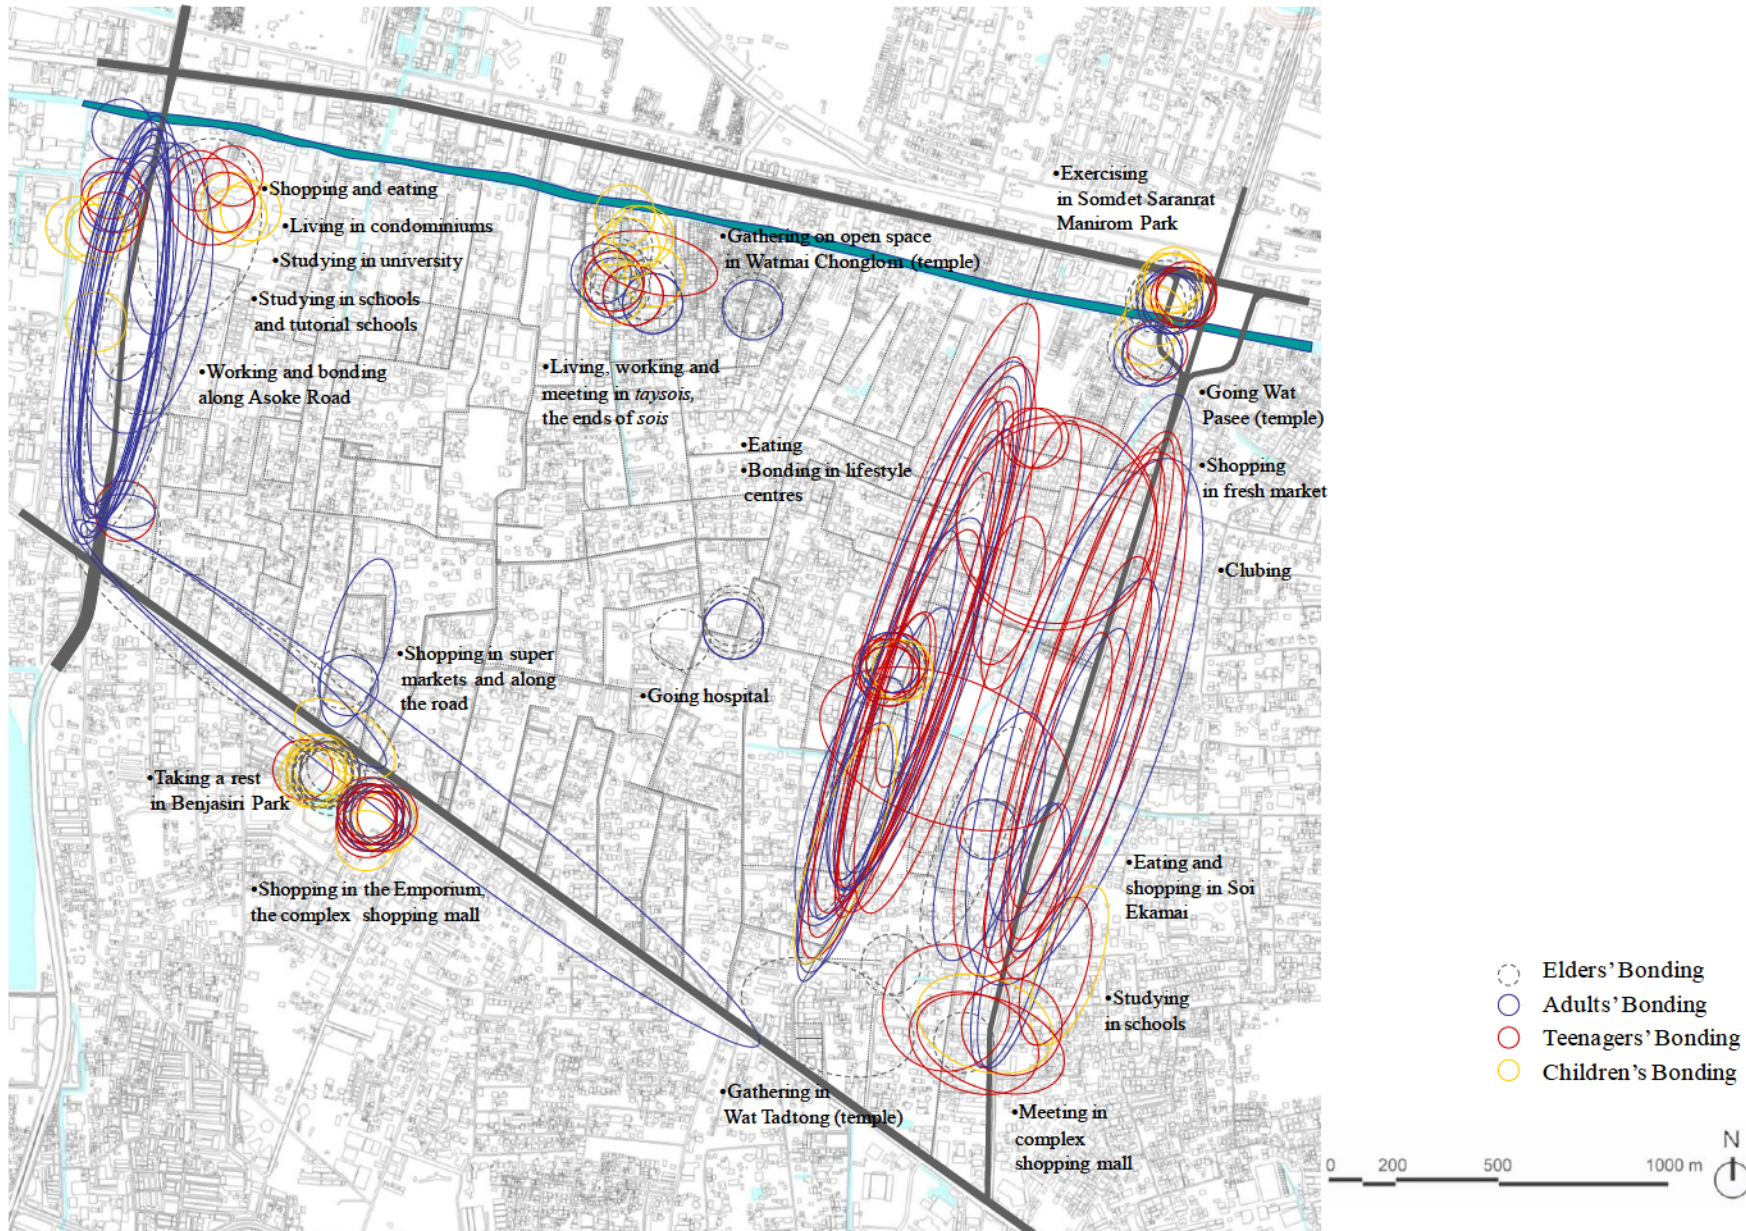 •Exercising
in Somdet Saranrat
Manirom Park
•Shopping and eating
•Living in condominiums
•Studying in university
•Studying in schools
and tutorial schools
•Working and bonding
along Asoke Road
•Gathering on open space
in Watmai Chonglom (temple)
•Living, working and
meeting in taysois,
the ends of sois
•Eating
•Bonding in lifestyle
centres
•Going Wat
Pasee (temple)
•Shopping
in fresh market
•Clubing
•Shopping in super
markets and along
the road
•Going hospital
•Taking a rest
in Benjasiri Park
•Shopping in the Emporium,
the complex shopping mall
•Eating and
shopping in Soi
Ekamai
•Studying
in schools
•Gathering in
Wat Tadtong (temple)
•Meeting in
complex
shopping mall
Elders' Bonding
Adults' Bonding
Teenagers' Bonding
Children's Bonding
N
0 200 500 1000 m